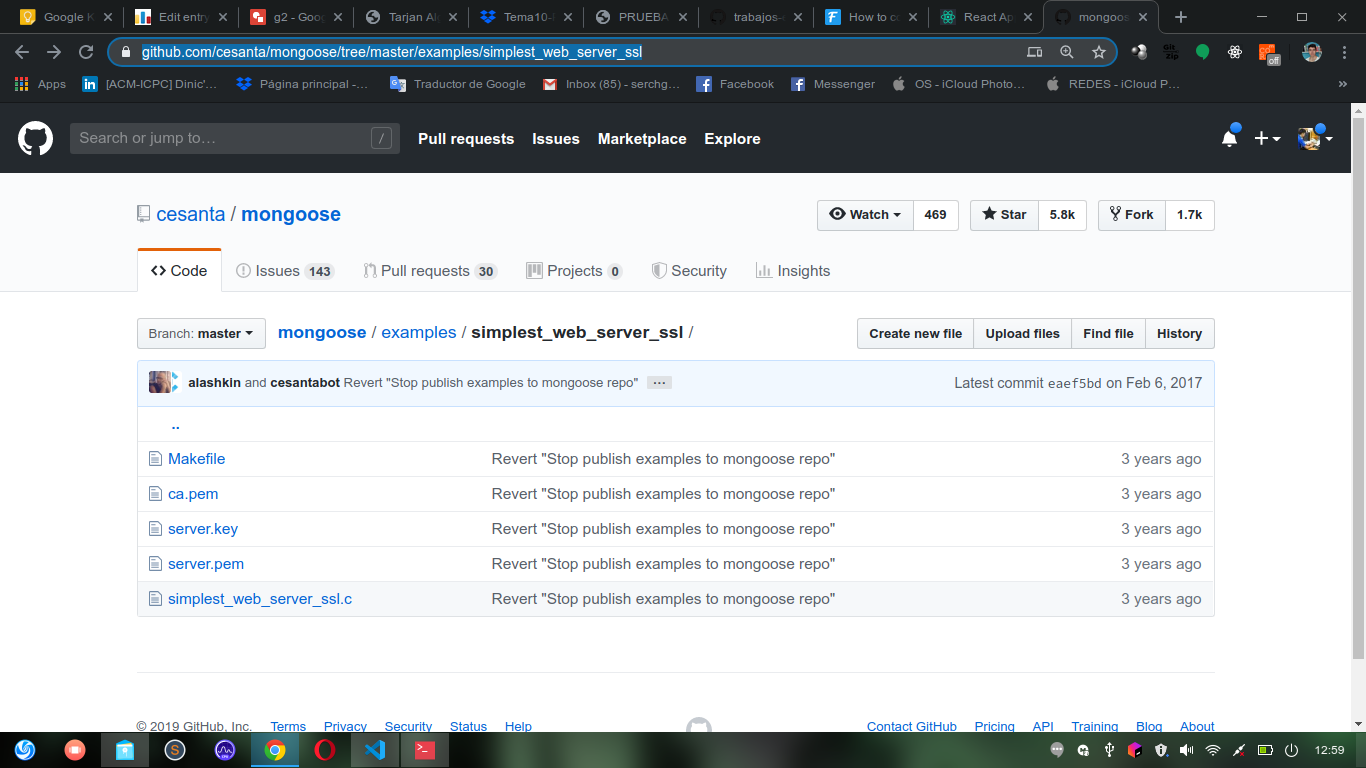 Google K
Edit entry
g2 - Goog
Tarjan Al
Tema10-
PRUEBA
trabajos-
How to co
React Ap
mongoos
github.com/cesanta/mongoose/tree/master/examples/simplest_web_server_ssl
off
Apps
[ACM-ICPC] Dinic'...
Página principal -...
Traductor de Google
Inbox (85) - serchg...
Facebook
Messenger
OS - iCloud Photo...
REDES - iCloud P...
»
Search or jump to...
/
Pull requests
Issues
Marketplace
Explore
cesanta / mongoose
Watch
469
Star
5.8k
Fork
1.7k
Code
Issues 143
Pull requests 30
Projects 0
Security
Insights
Branch: master
mongoose / examples / simplest_web_server_ssl /
Create new file
Upload files
Find file
History
alashkin and cesantabot Revert "Stop publish examples to mongoose repo" ...
Latest commit eaef5bd on Feb 6, 2017
..
Makefile
Revert "Stop publish examples to mongoose repo"
3 years ago
ca.pem
Revert "Stop publish examples to mongoose repo"
3 years ago
server.key
Revert "Stop publish examples to mongoose repo"
3 years ago
server.pem
Revert "Stop publish examples to mongoose repo"
3 years ago
simplest_web_server_ssl.c
Revert "Stop publish examples to mongoose repo"
3 years ago
© 2019 GitHub, Inc.
Terms
Privacy
Security
Status
Help
Contact GitHub
Pricing
API
Training
Blog
About
12:59